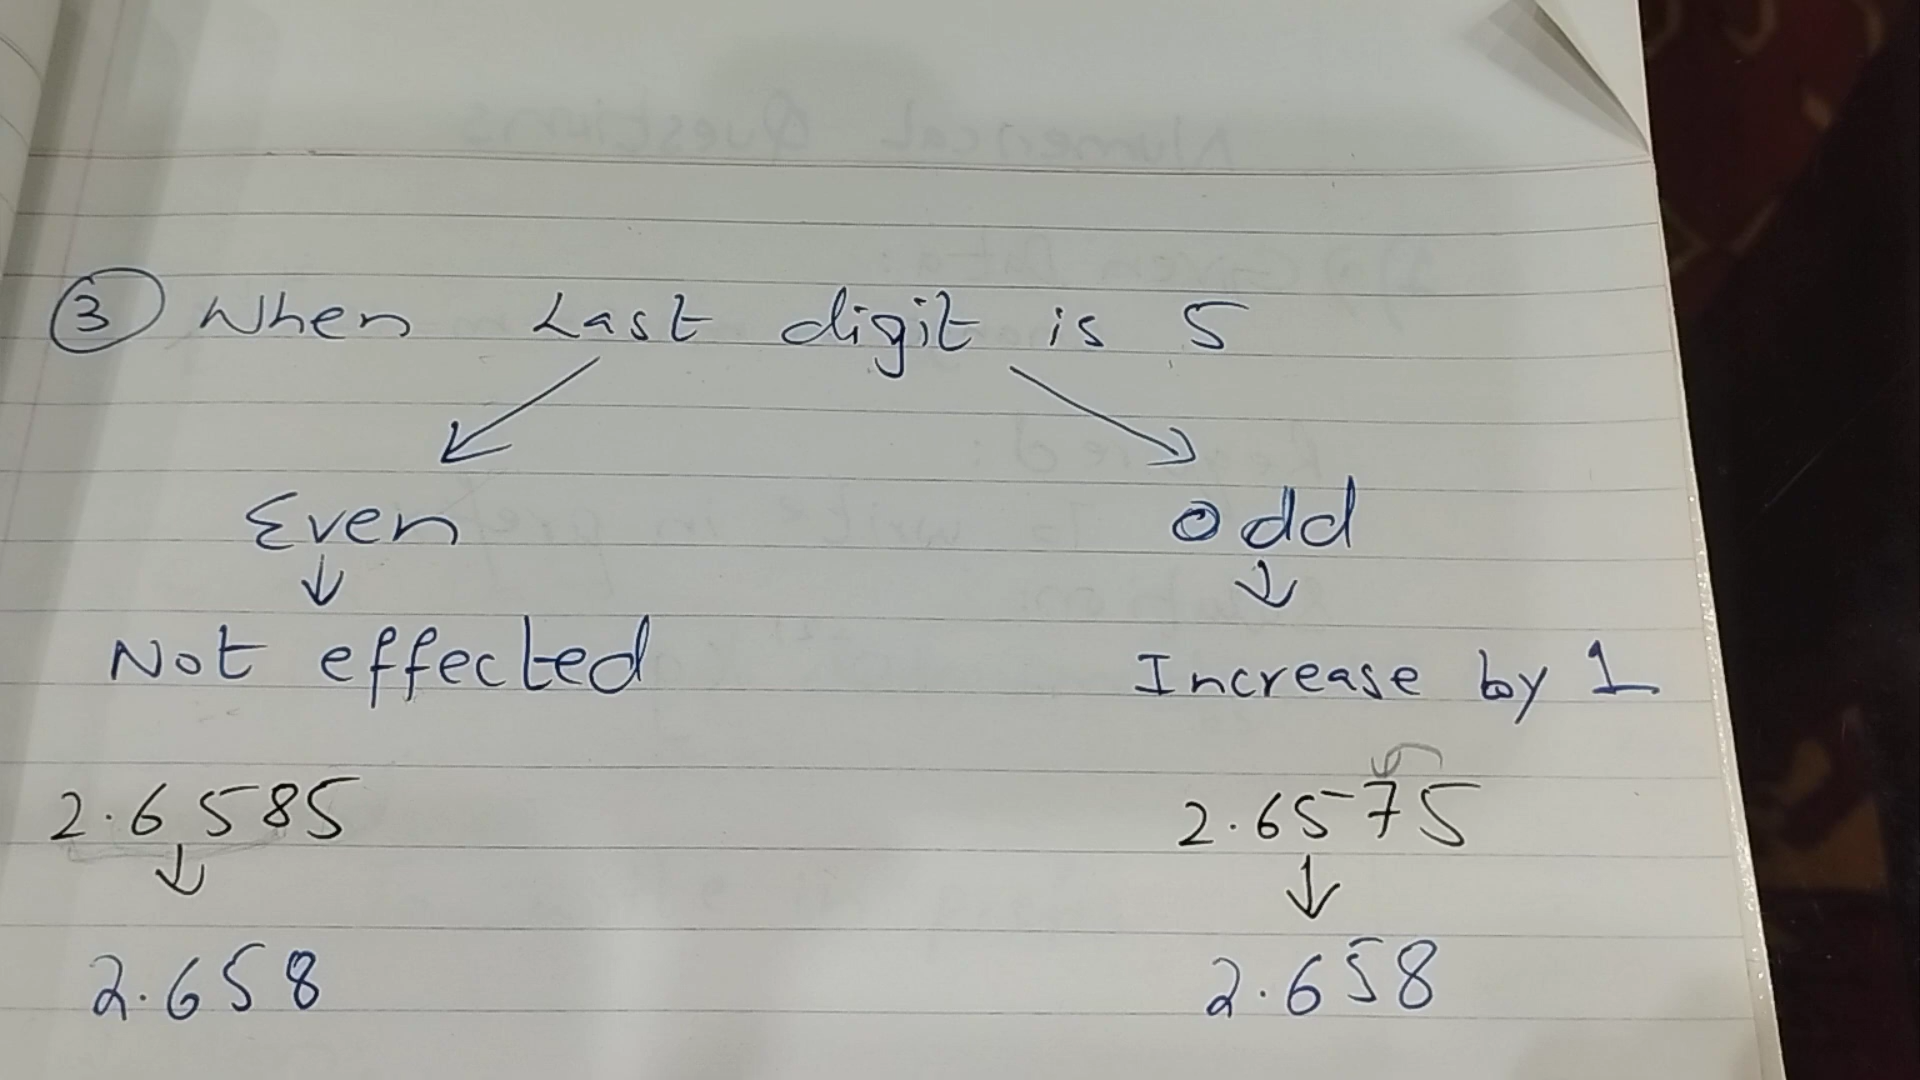 3 When Last digit is 5
Even Odd
Not effected Increase by 1
2.6585 2.6575
2.658 2.658